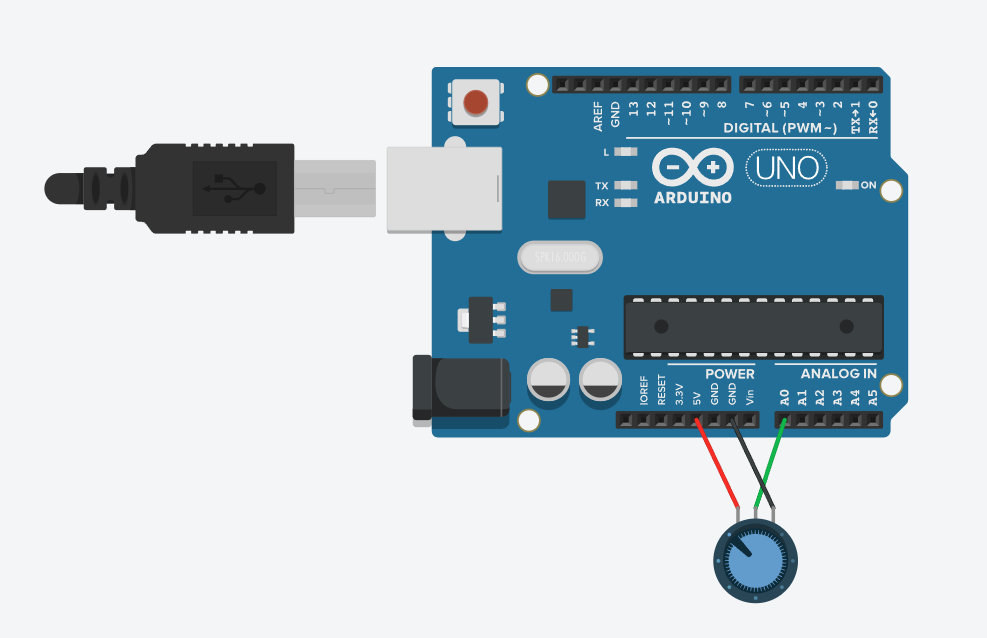 AREF
GND
13
12
~11
~10
~9
8
7
~6
~5
4
~3
2
TX→1
RX←0
DIGITAL (PWM~)
L
TX
RX
ARDUINO
UNO
ON
SPK16.000G
POWER
ANALOG IN
IOREF
RESET
3.3V
5V
GND
GND
Vin
A0
A1
A2
A3
A4
A5